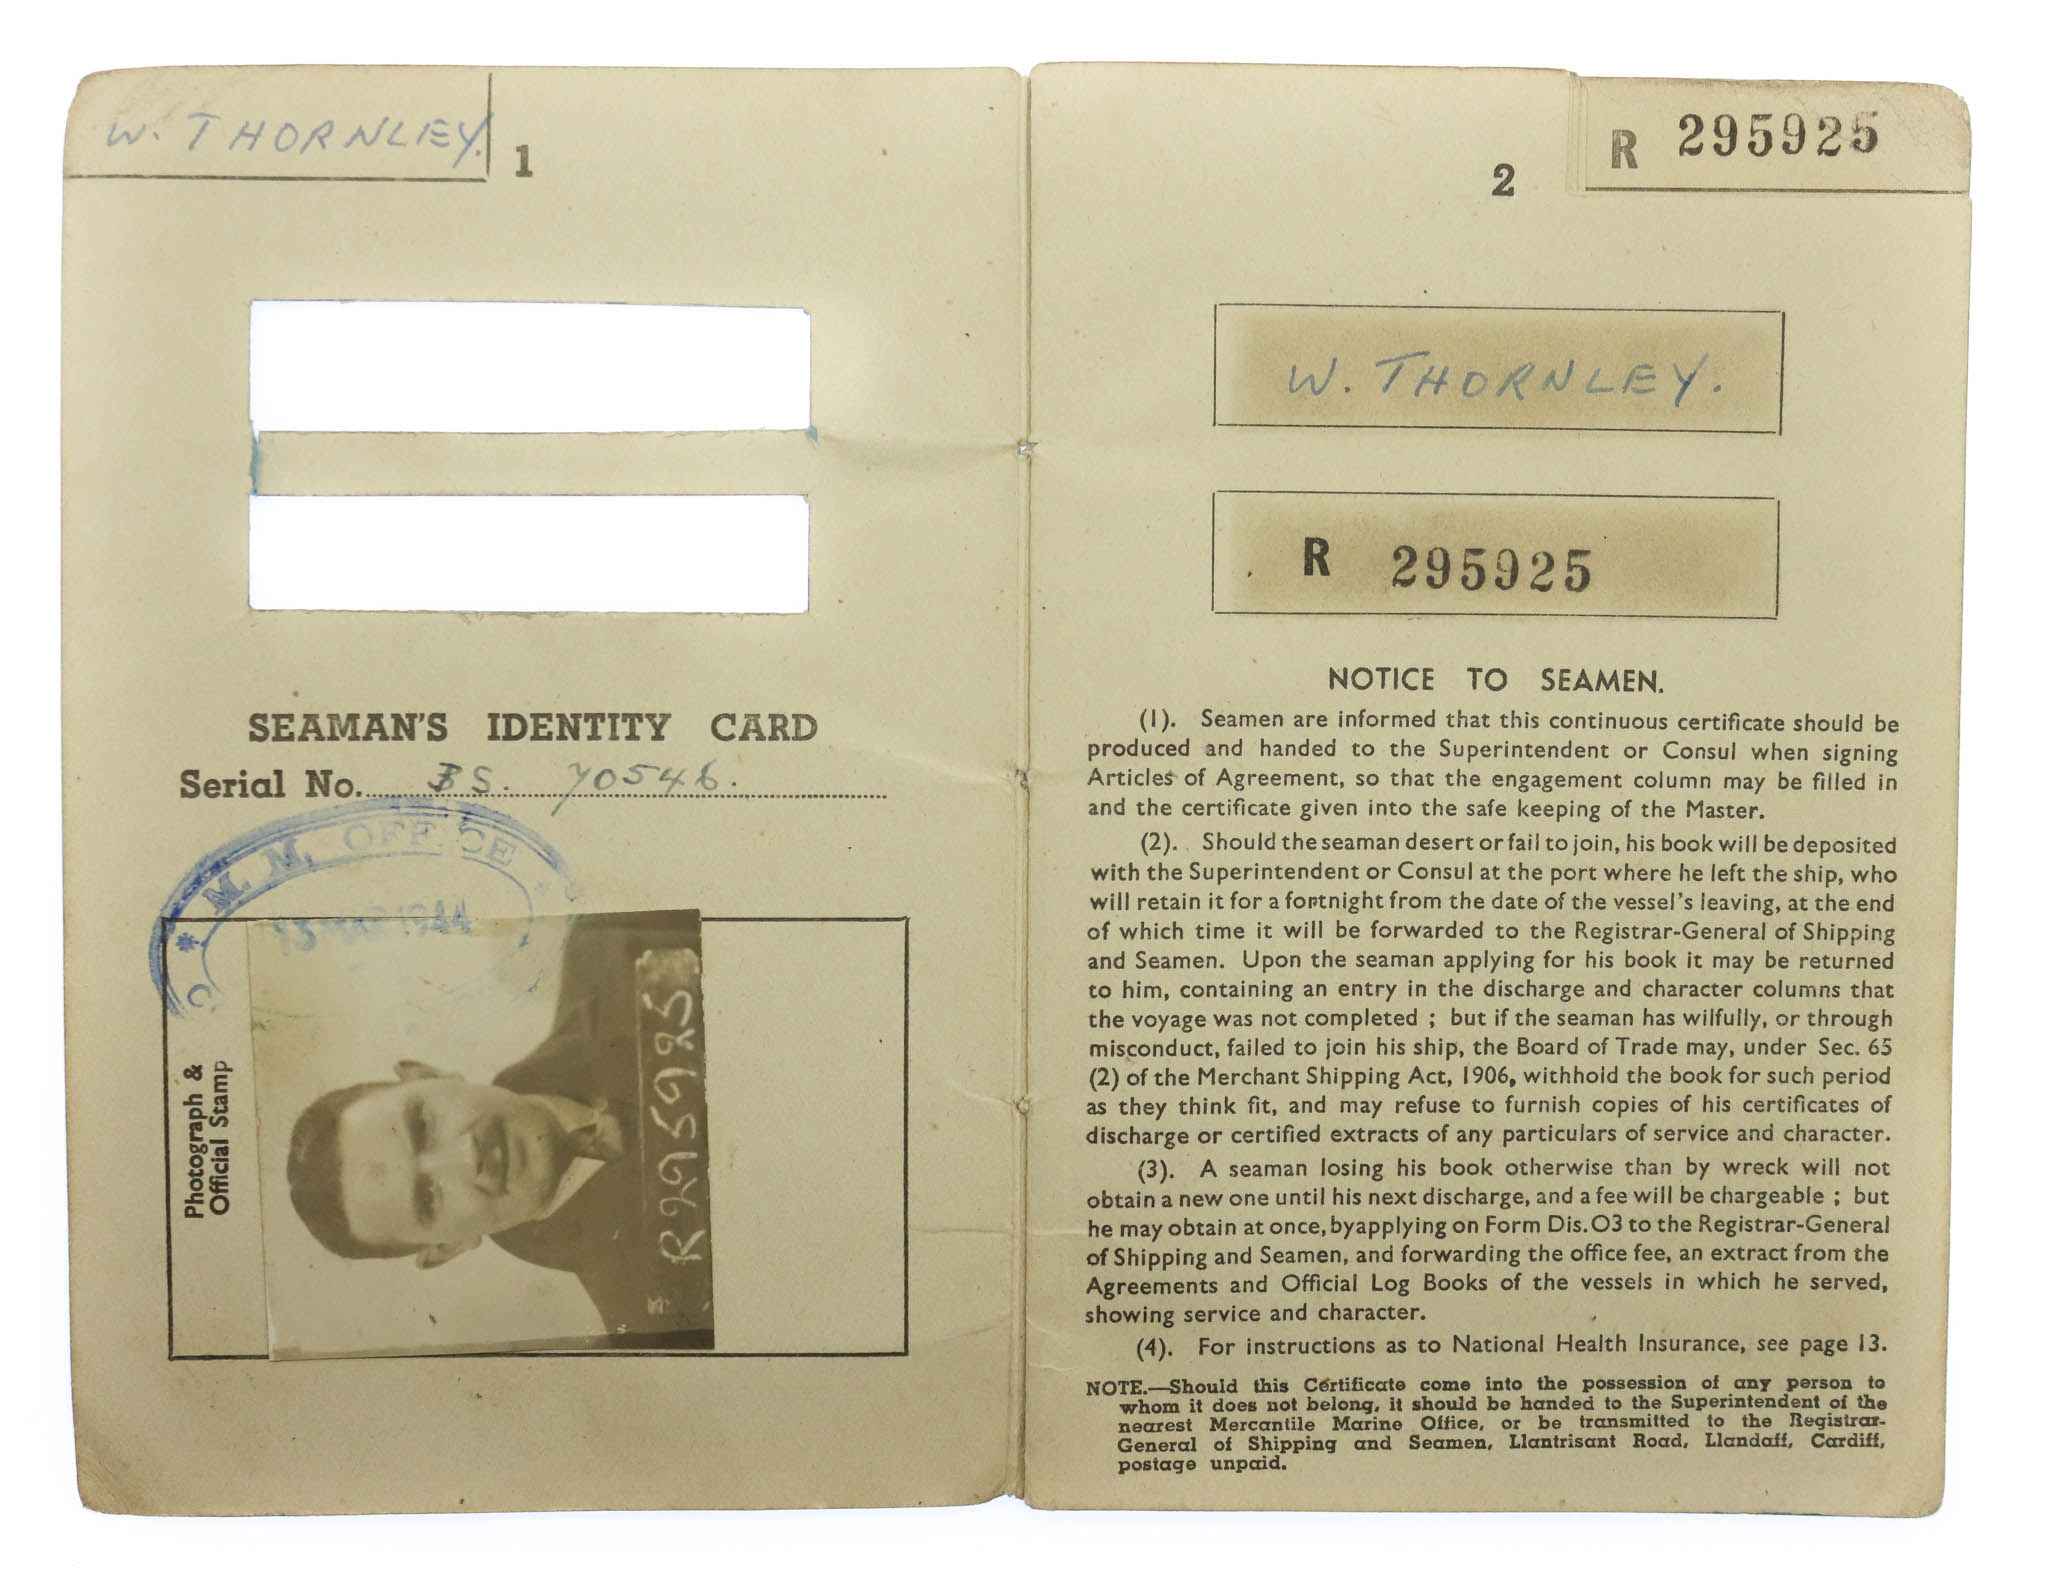 W. THORNLEY.
1
SEAMAN'S IDENTITY CARD
Serial No. BS. 70546.
M. M. OFFICE
13 MAR 1944
Photograph &
Official Stamp
R295925
R 295925
2
W. THORNLEY.
R 295925
NOTICE TO SEAMEN.
(1). Seamen are informed that this continuous certificate should be
produced and handed to the Superintendent or Consul when signing
Articles of Agreement, so that the engagement column may be filled in
and the certificate given into the safe keeping of the Master.
(2). Should the seaman desert or fail to join, his book will be deposited
with the Superintendent or Consul at the port where he left the ship, who
will retain it for a fortnight from the date of the vessel's leaving, at the end
of which time it will be forwarded to the Registrar-General of Shipping
and Seamen. Upon the seaman applying for his book it may be returned
to him, containing an entry in the discharge and character columns that
the voyage was not completed ; but if the seaman has wilfully, or through
misconduct, failed to join his ship, the Board of Trade may, under Sec. 65
(2) of the Merchant Shipping Act, 1906, withhold the book for such period
as they think fit, and may refuse to furnish copies of his certificates of
discharge or certified extracts of any particulars of service and character.
(3). A seaman losing his book otherwise than by wreck will not
obtain a new one until his next discharge, and a fee will be chargeable ; but
he may obtain at once, by applying on Form Dis. O3 to the Registrar-General
of Shipping and Seamen, and forwarding the office fee, an extract from the
Agreements and Official Log Books of the vessels in which he served,
showing service and character.
(4). For instructions as to National Health Insurance, see page 13.
NOTE.—Should this Certificate come into the possession of any person to
whom it does not belong, it should be handed to the Superintendent of the
nearest Mercantile Marine Office, or be transmitted to the Registrar-
General of Shipping and Seamen, Llantrisant Road, Llandaff, Cardiff,
postage unpaid.